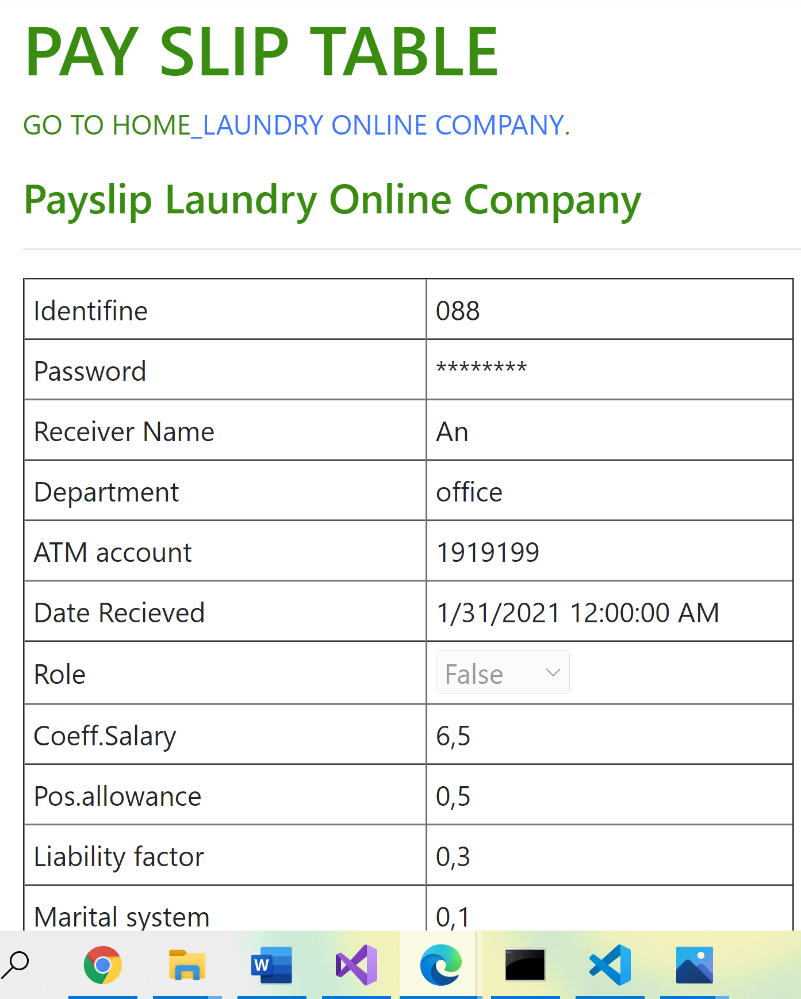 PAY SLIP TABLE
GO TO HOME_LAUNDRY ONLINE COMPANY.
Payslip Laundry Online Company
Identifine 088
Password ********
Receiver Name An
Department office
ATM account 1919199
Date Recieved 1/31/2021 12:00:00 AM
Role False
Coeff.Salary 6,5
Pos.allowance 0,5
Liability factor 0,3
Marital system 0,1
W